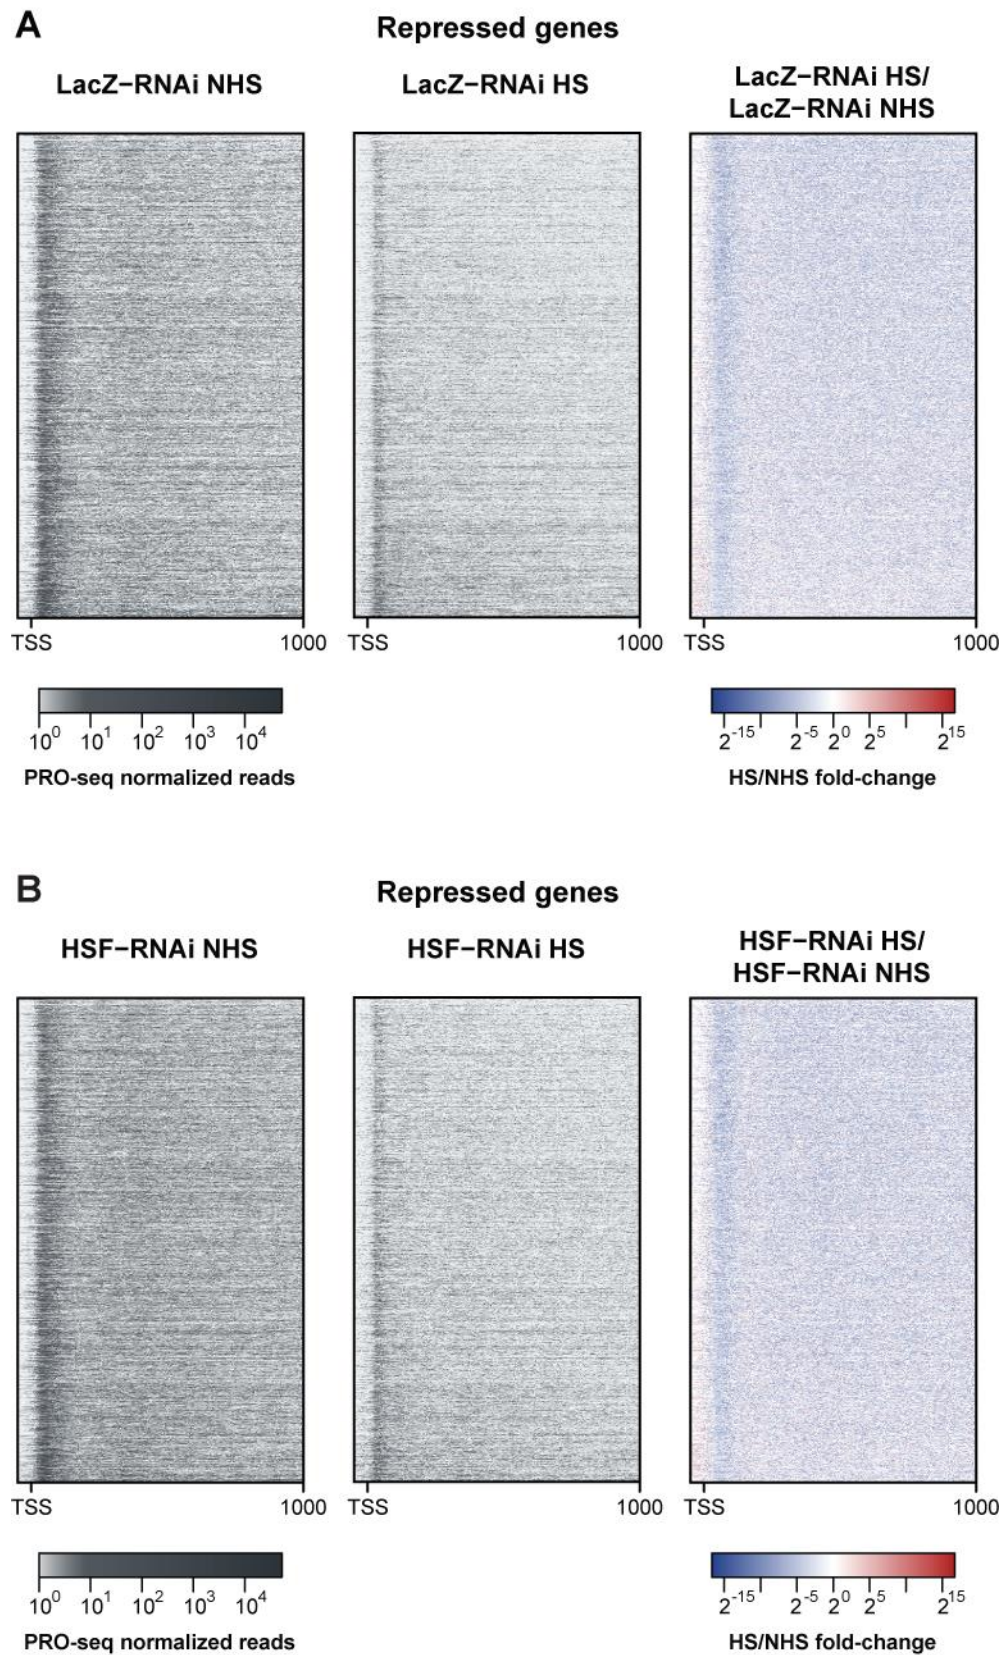 A
Repressed genes
LacZ−RNAi NHS
LacZ−RNAi HS
LacZ−RNAi HS/
LacZ−RNAi NHS
TSS 1000
TSS 1000
TSS 1000
10^0 10^1 10^2 10^3 10^4
PRO-seq normalized reads
2^-15 2^-5 2^0 2^5 2^15
HS/NHS fold-change
B
Repressed genes
HSF−RNAi NHS
HSF−RNAi HS
HSF−RNAi HS/
HSF−RNAi NHS
TSS 1000
TSS 1000
TSS 1000
10^0 10^1 10^2 10^3 10^4
PRO-seq normalized reads
2^-15 2^-5 2^0 2^5 2^15
HS/NHS fold-change